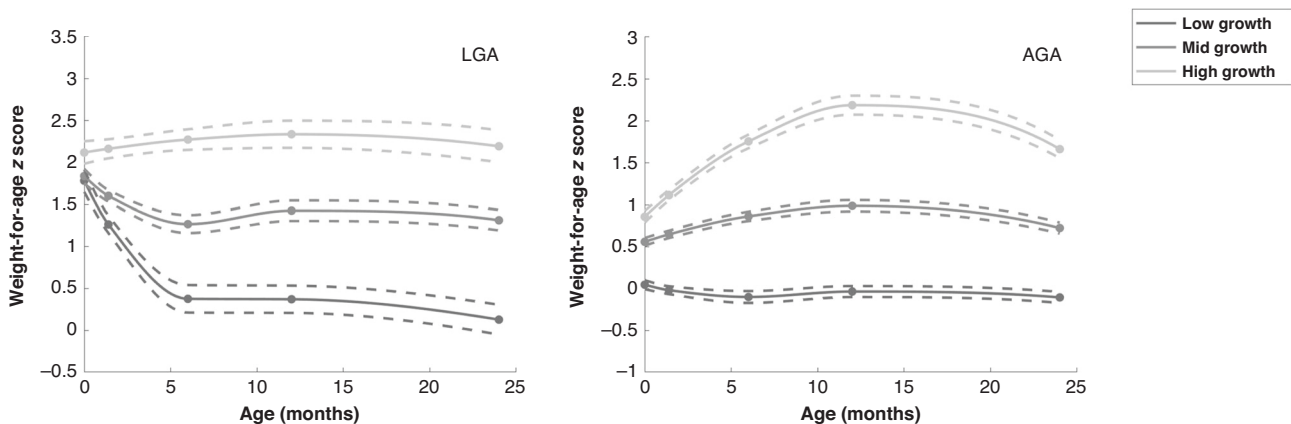 3.5
3
2.5
2
1.5
1
0.5
0
–0.5
Weight-for-age z score
LGA
0 5 10 15 20 25
Age (months)
3
2.5
2
1.5
1
0.5
0
–0.5
–1
Weight-for-age z score
AGA
0 5 10 15 20 25
Age (months)
Low growth
Mid growth
High growth